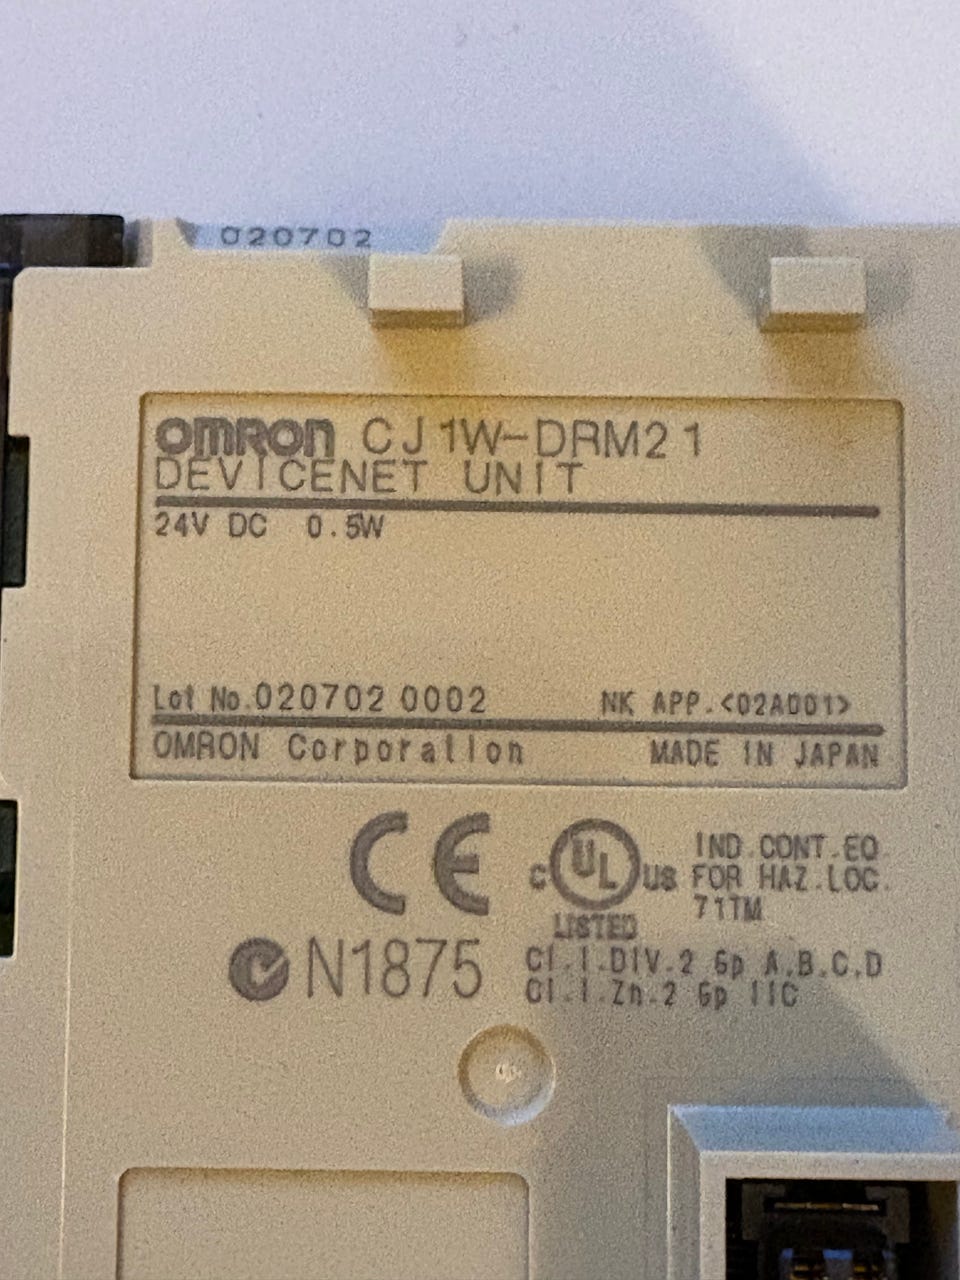 020702
OMRON CJ1W-DRM21
DEVICENET UNIT
24V DC 0.5W
Lot No.020702 0002 NK APP.<02A001>
OMRON Corporation MADE IN JAPAN
CE C UL US LISTED
IND.CONT.EQ.
FOR HAZ.LOC.
71TM
N1875
Cl.I.DIV.2 Gp A.B.C.D
Cl.I.Zn.2 Gp IIC